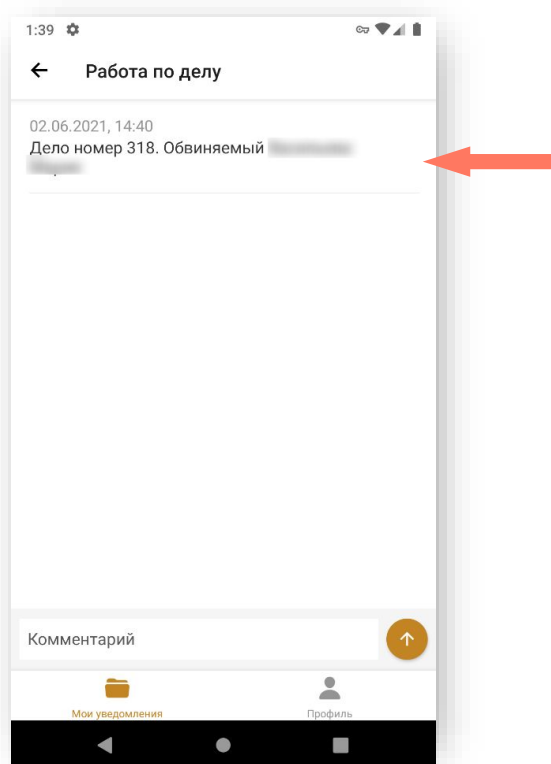 1:39
Работа по делу
02.06.2021, 14:40
Дело номер 318. Обвиняемый
Комментарий
Мои уведомления
Профиль